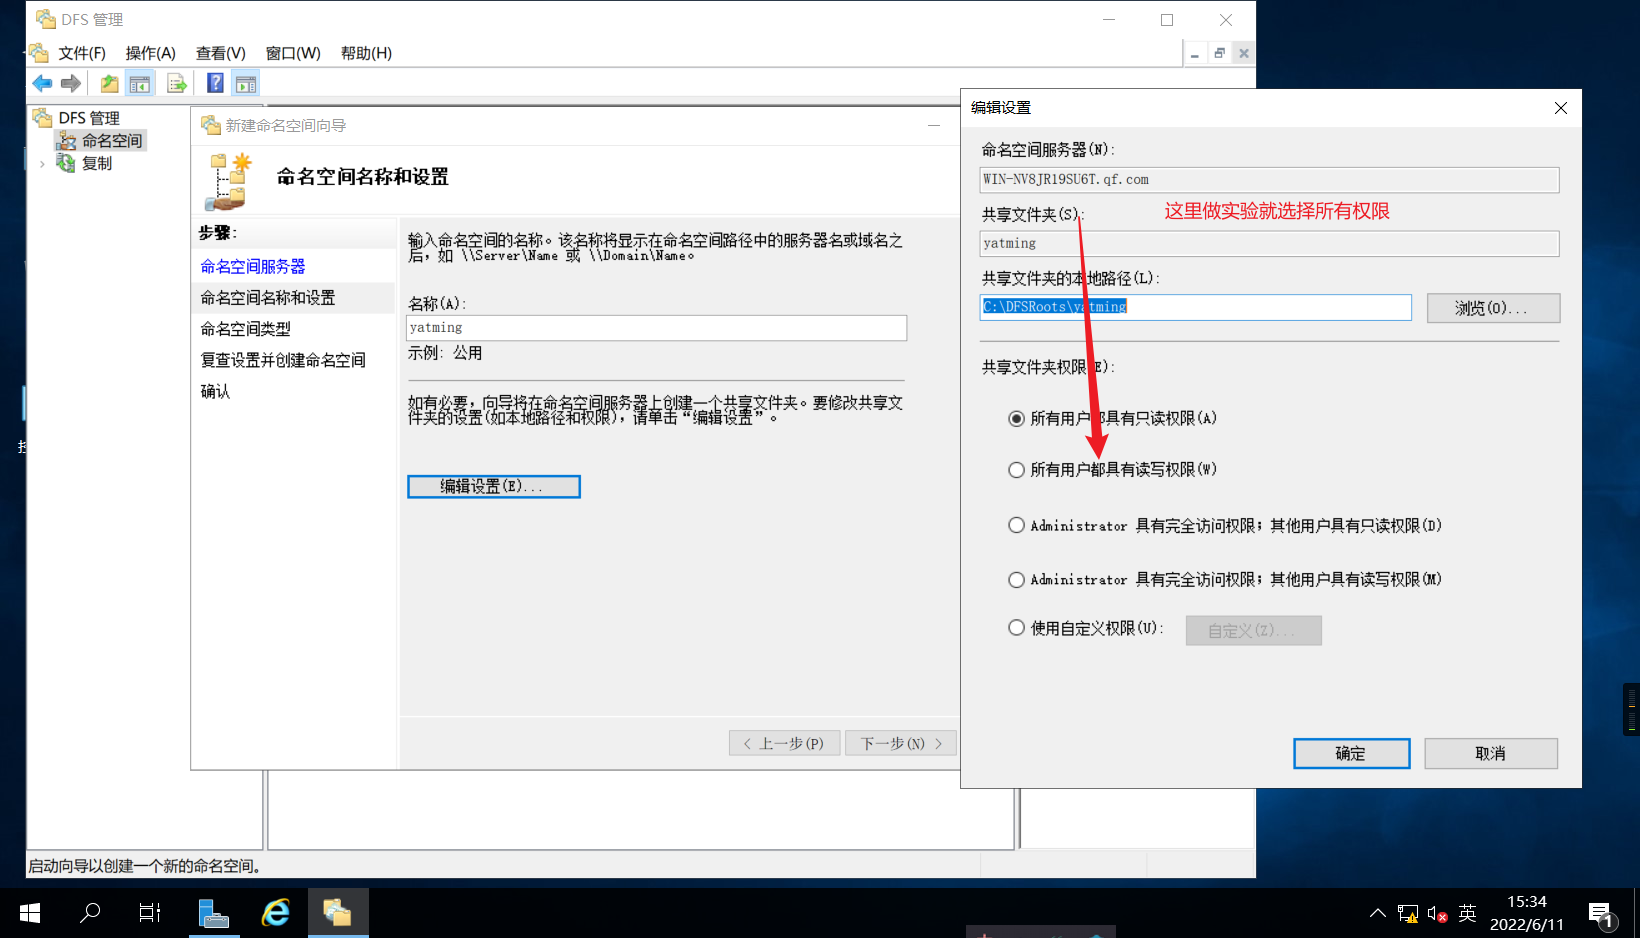 DFS 管理
文件(F) 操作(A) 查看(V) 窗口(W) 帮助(H)
DFS 管理
命名空间
复制
新建命名空间向导
命名空间名称和设置
步骤:
命名空间服务器
命名空间名称和设置
命名空间类型
复查设置并创建命名空间
确认
输入命名空间的名称。该名称将显示在命名空间路径中的服务器名或域名之
后，如 \\Server\Name 或 \\Domain\Name。
名称(A):
yatming
示例: 公用
如有必要，向导将在命名空间服务器上创建一个共享文件夹。要修改共享文
件夹的设置(如本地路径和权限)，请单击“编辑设置”。
编辑设置(E)...
< 上一步(P) 下一步(N) >
编辑设置
命名空间服务器(N):
WIN-NV8JR19SU6T.qf.com
共享文件夹(S):
这里做实验就选择所有权限
yatming
共享文件夹的本地路径(L):
C:\DFSRoots\yatming
浏览(O)...
共享文件夹权限(E):
所有用户都具有只读权限(A)
所有用户都具有读写权限(W)
Administrator 具有完全访问权限；其他用户具有只读权限(D)
Administrator 具有完全访问权限；其他用户具有读写权限(M)
使用自定义权限(U): 自定义(Z)...
确定 取消
启动向导以创建一个新的命名空间。
英
15:34
2022/6/11
1